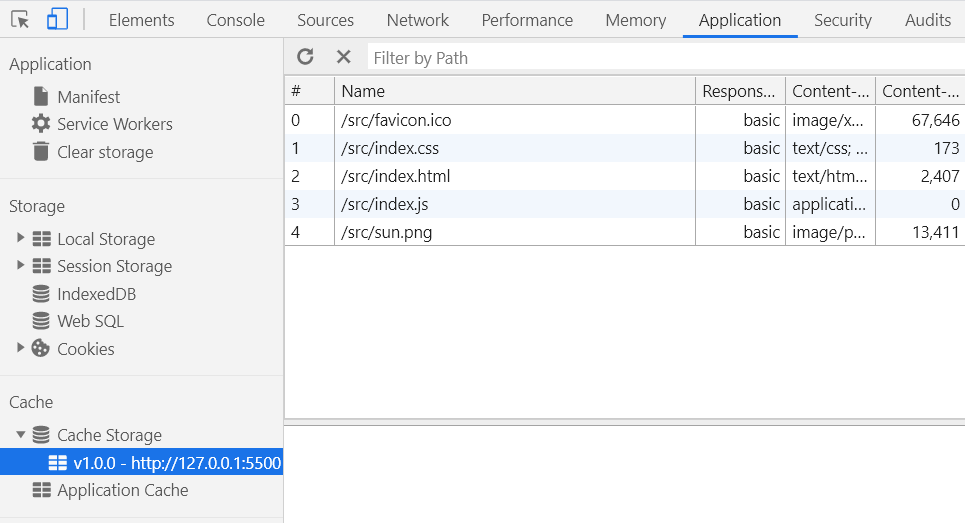 Elements Console Sources Network Performance Memory Application Security Audits
Application
Manifest
Service Workers
Clear storage
Storage
Local Storage
Session Storage
IndexedDB
Web SQL
Cookies
Cache
Cache Storage
v1.0.0 - http://127.0.0.1:5500
Application Cache
Filter by Path
# Name Respons... Content-... Content-...
0 /src/favicon.ico basic image/x... 67,646
1 /src/index.css basic text/css; ... 173
2 /src/index.html basic text/htm... 2,407
3 /src/index.js basic applicati... 0
4 /src/sun.png basic image/p... 13,411